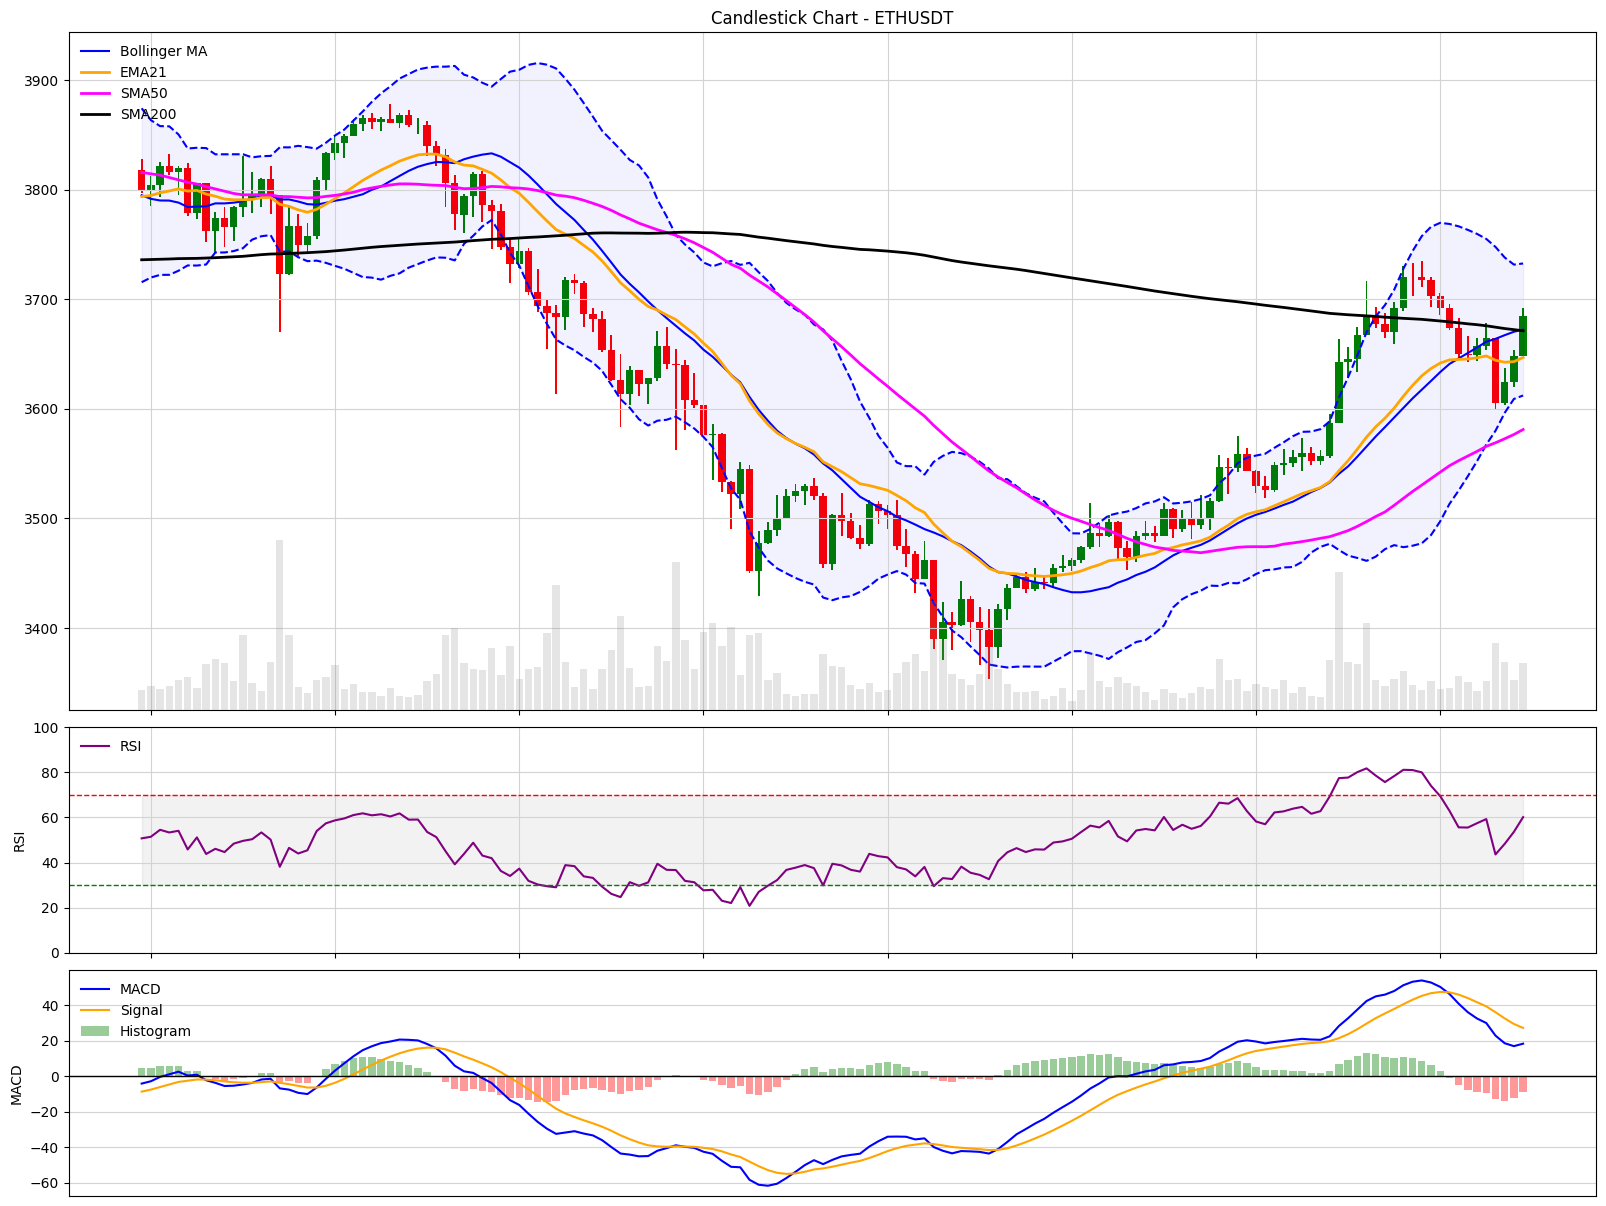 Candlestick Chart - ETHUSDT
Bollinger MA
EMA21
SMA50
SMA200
3900
3800
3700
3600
3500
3400
RSI
100
80
60
40
20
0
RSI
MACD
Signal
Histogram
40
20
0
−20
−40
−60
MACD